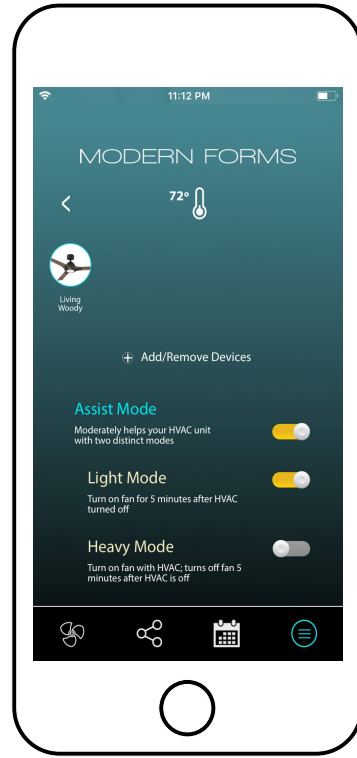 11:12 PM
MODERN FORMS
72º
Living
Woody
Add/Remove Devices
Assist Mode
Moderately helps your HVAC unit
with two distinct modes
Light Mode
Turn on fan for 5 minutes after HVAC
turned off
Heavy Mode
Turn on fan with HVAC; turns off fan 5
minutes after HVAC is off